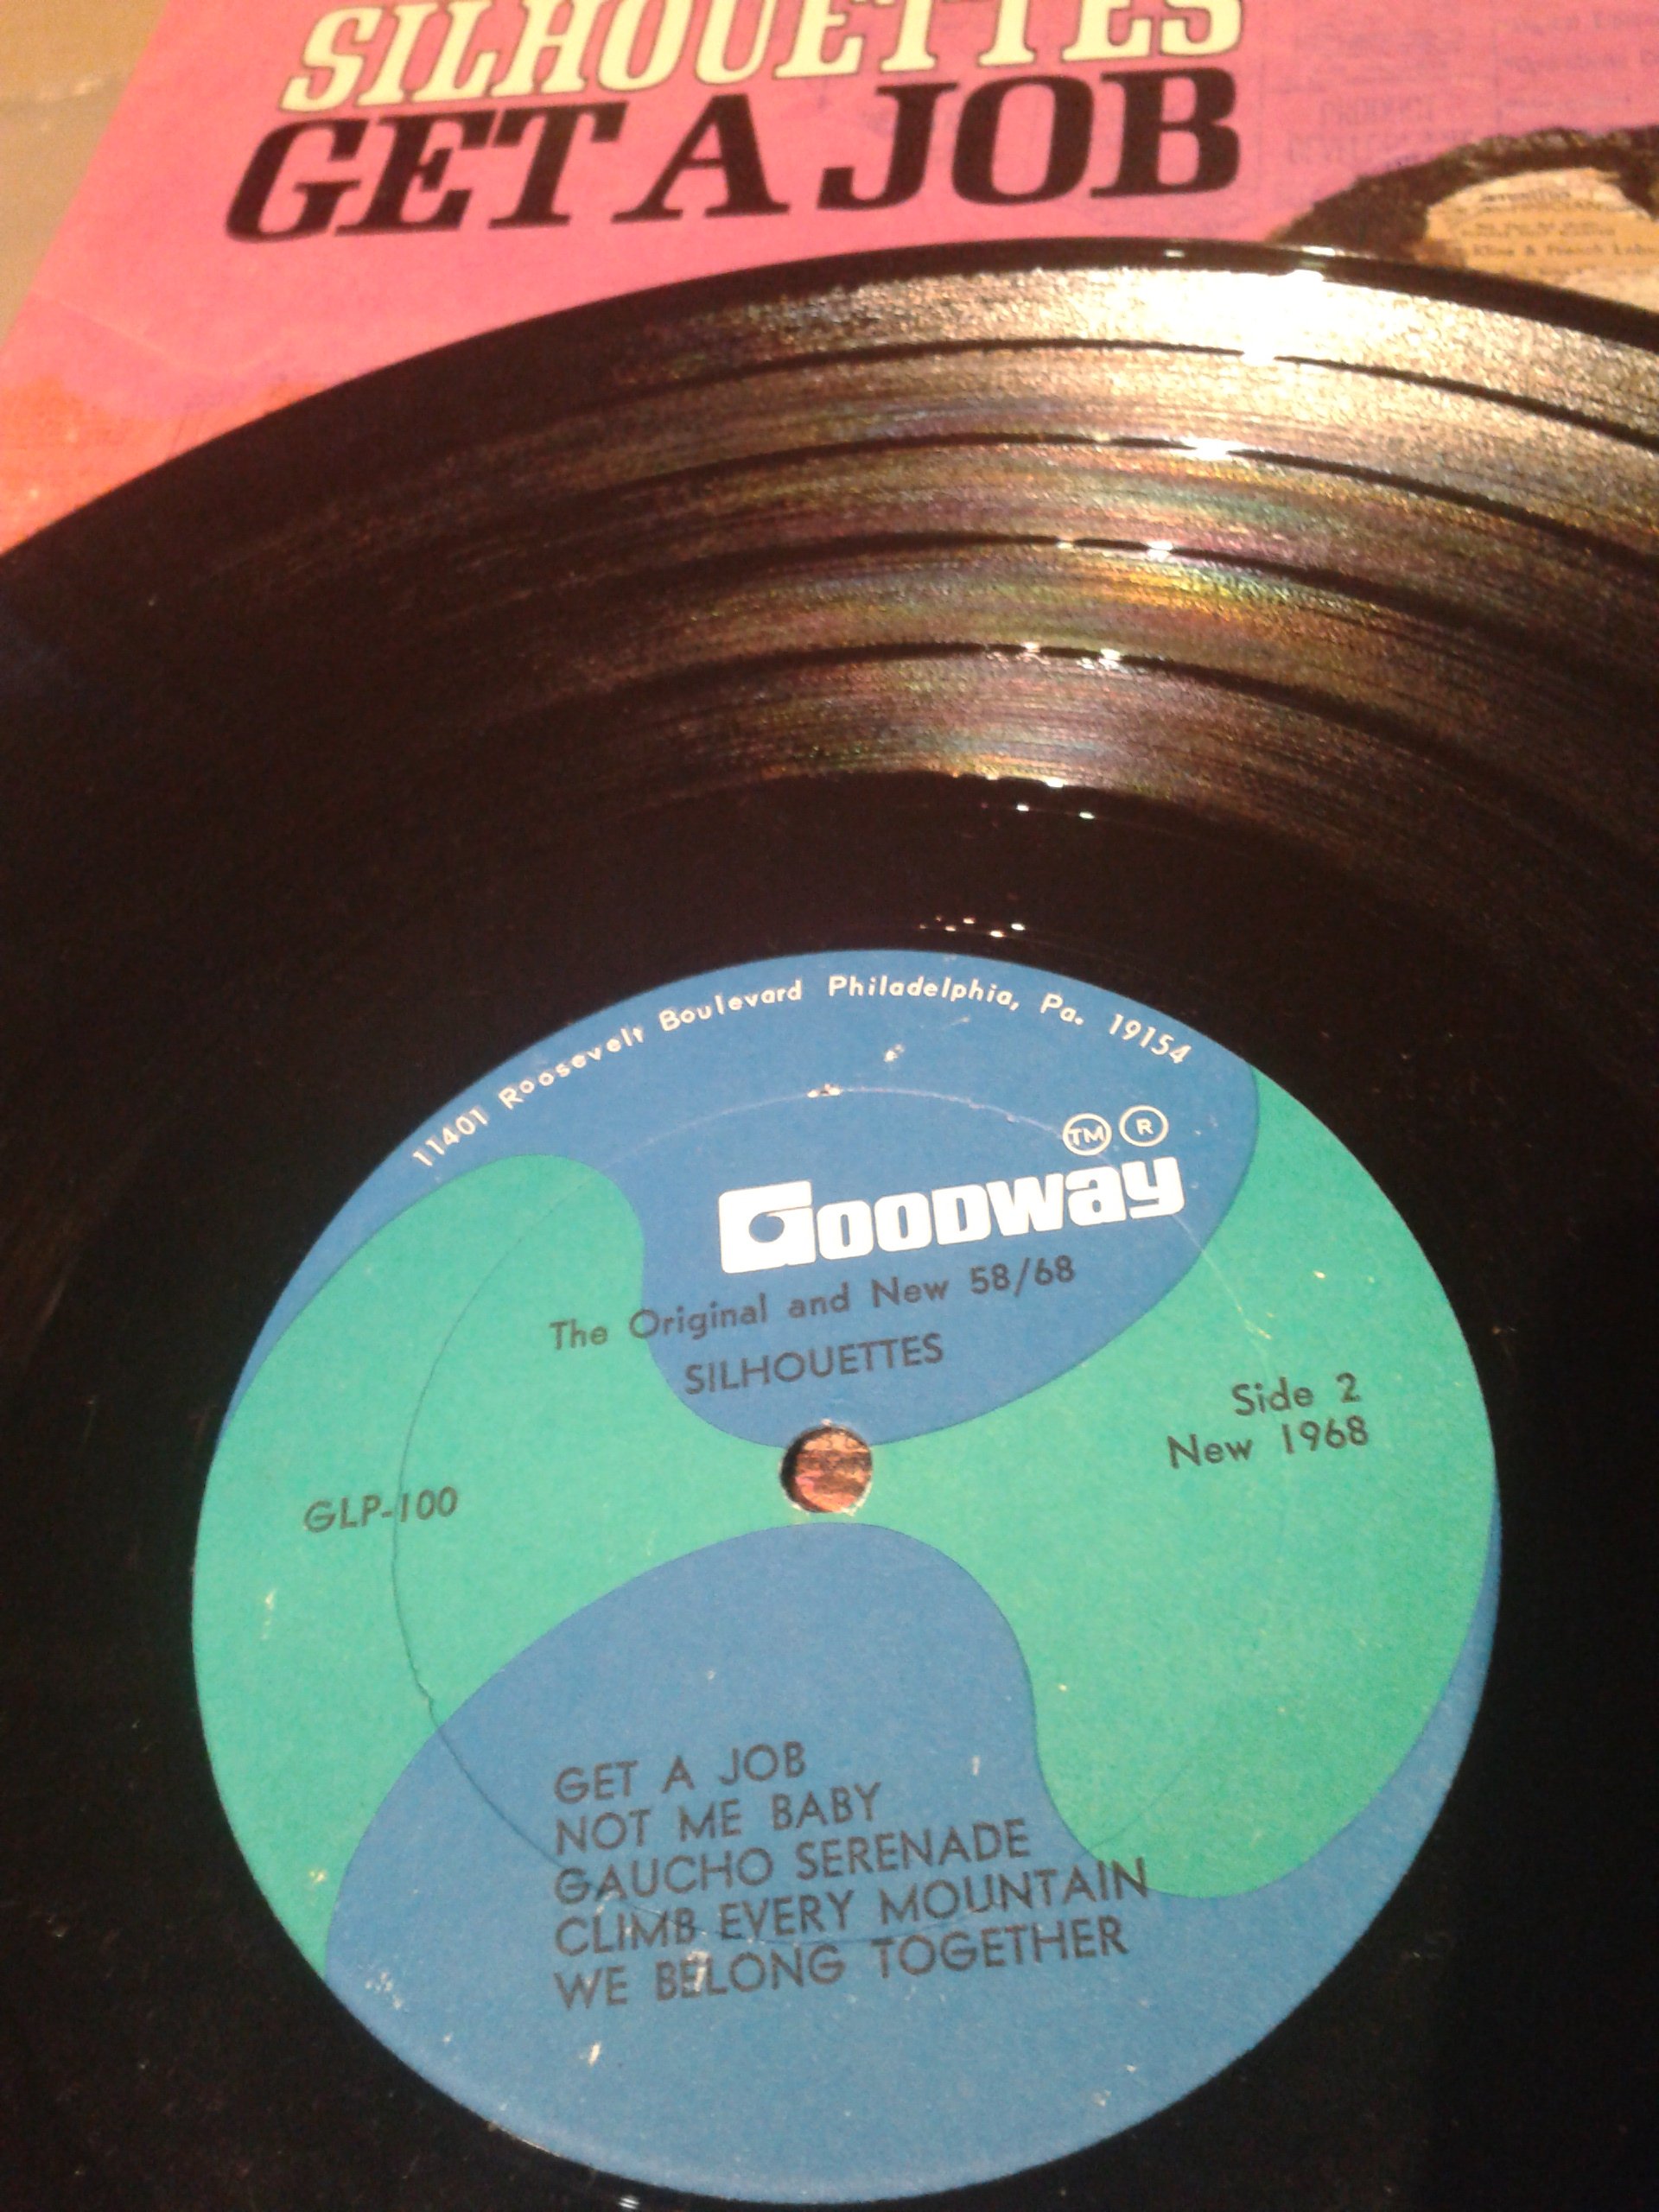 SILHOUETTES
GET A JOB
11401 Roosevelt Boulevard Philadelphia, Pa. 19154
TM R
GOODWAY
The Original and New 58/68
SILHOUETTES
Side 2
New 1968
GLP-100
GET A JOB
NOT ME BABY
GAUCHO SERENADE
CLIMB EVERY MOUNTAIN
WE BELONG TOGETHER